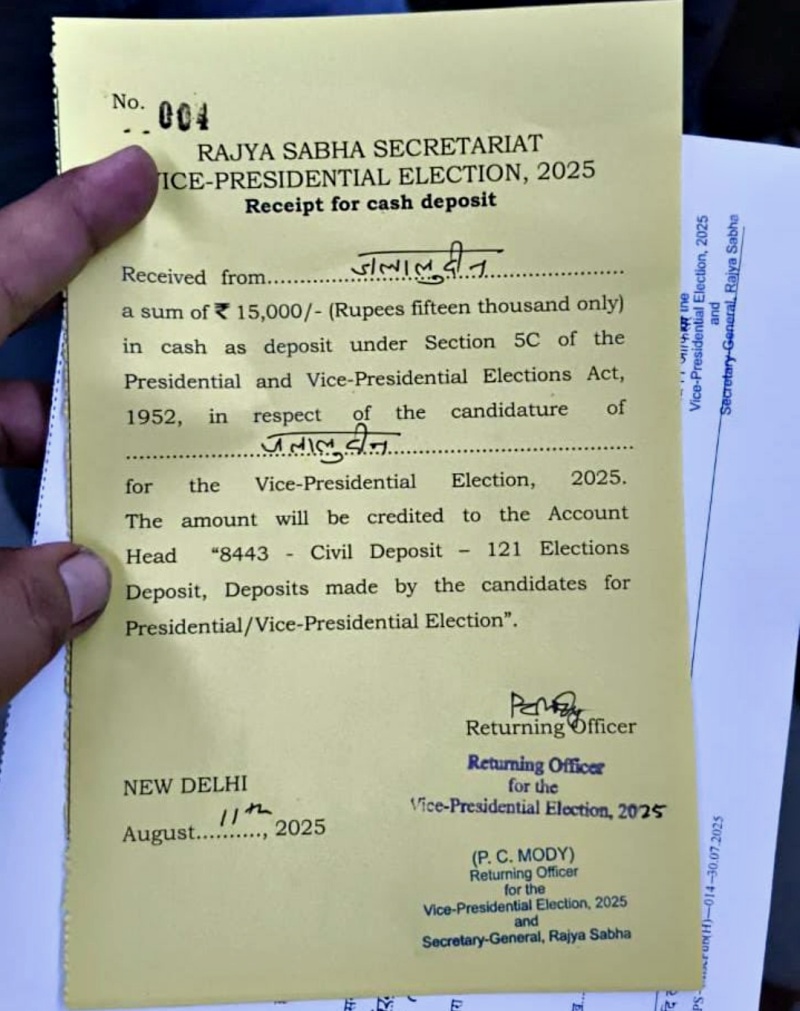 No. 004
RAJYA SABHA SECRETARIAT
VICE-PRESIDENTIAL ELECTION, 2025
Receipt for cash deposit
Received from.....जलालुद्दीन.....
a sum of ₹ 15,000/- (Rupees fifteen thousand only)
in cash as deposit under Section 5C of the
Presidential and Vice-Presidential Elections Act,
1952, in respect of the candidature of
.....जलालुद्दीन.....
for the Vice-Presidential Election, 2025.
The amount will be credited to the Account
Head "8443 - Civil Deposit – 121 Elections
Deposit, Deposits made by the candidates for
Presidential/Vice-Presidential Election".
Returning Officer
Returning Officer
for the
Vice-Presidential Election, 2025
NEW DELHI
August..11th.., 2025
(P. C. MODY)
Returning Officer
for the
Vice-Presidential Election, 2025
and
Secretary-General, Rajya Sabha
the
Vice-Presidential Election, 2025
and
Secretary-General, Rajya Sabha
014—30.07.2025